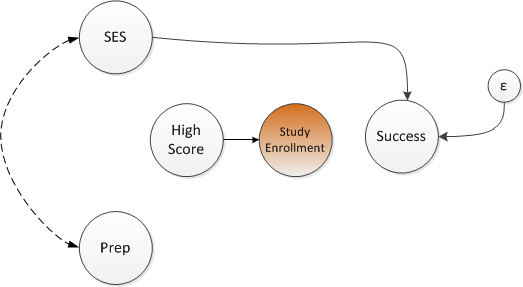 SES
ε
High
Score
Study
Enrollment
Success
Prep